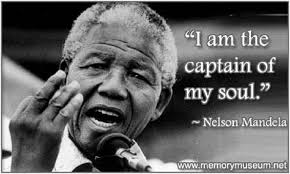 “I am the
captain of
my soul.”
~ Nelson Mandela
www.memorymuseum.net